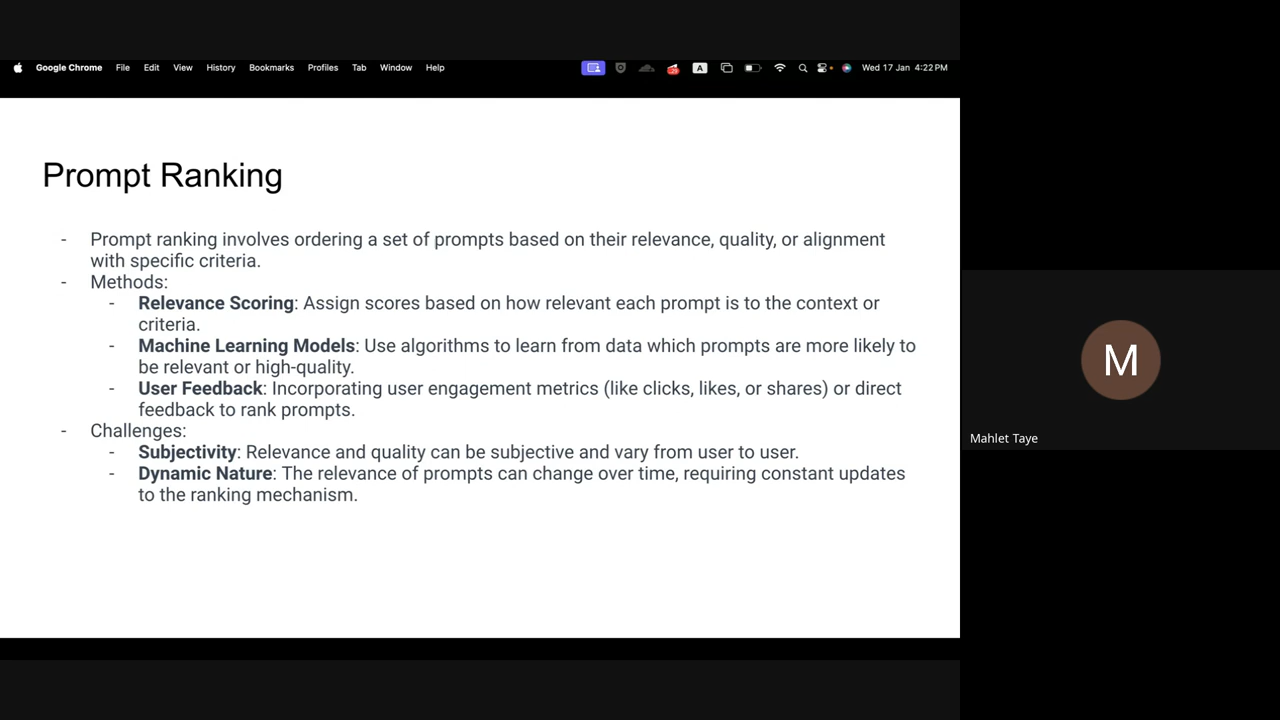 Google Chrome File Edit View History Bookmarks Profiles Tab Window Help A Wed 17 Jan 4:22 PM
Prompt Ranking
- Prompt ranking involves ordering a set of prompts based on their relevance, quality, or alignment
with specific criteria.
- Methods:
- Relevance Scoring: Assign scores based on how relevant each prompt is to the context or
criteria.
- Machine Learning Models: Use algorithms to learn from data which prompts are more likely to
be relevant or high-quality.
- User Feedback: Incorporating user engagement metrics (like clicks, likes, or shares) or direct
feedback to rank prompts.
- Challenges:
- Subjectivity: Relevance and quality can be subjective and vary from user to user.
- Dynamic Nature: The relevance of prompts can change over time, requiring constant updates
to the ranking mechanism.
M
Mahlet Taye